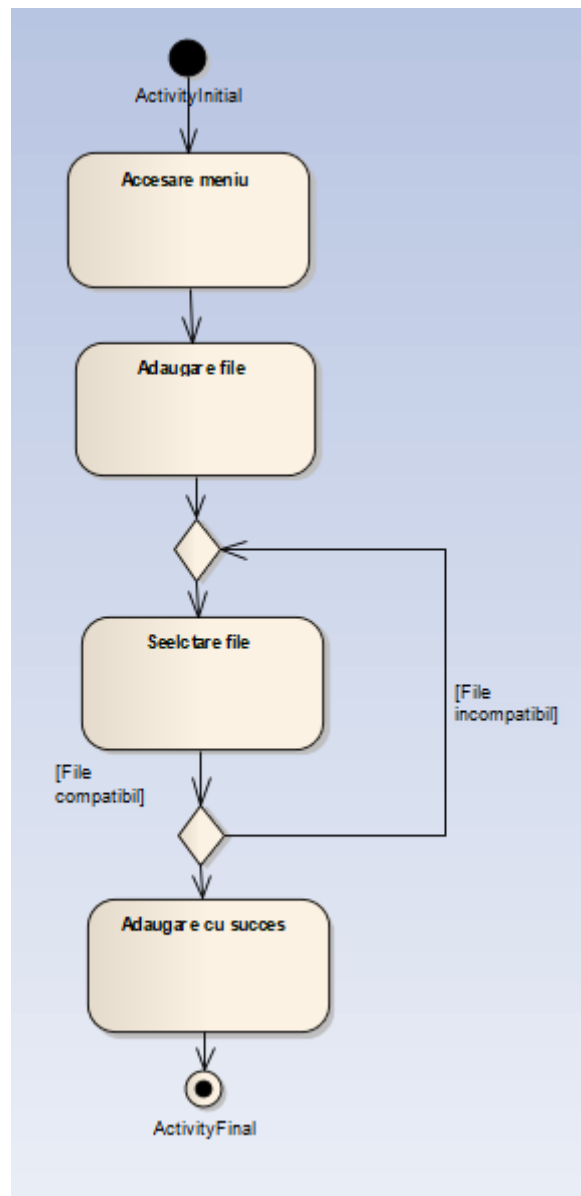 ActivityInitial
Accesare meniu
Adaugare file
Seelctare file
[File
incompatibil]
[File
compatibil]
Adaugare cu succes
ActivityFinal